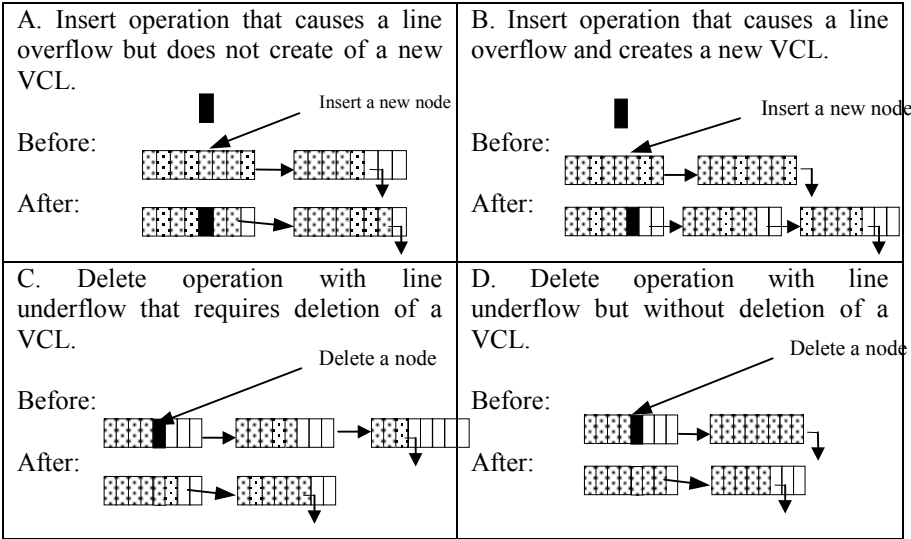 A. Insert operation that causes a line
overflow but does not create of a new
VCL.
Insert a new node
Before:
After:
B. Insert operation that causes a line
overflow and creates a new VCL.
Insert a new node
Before:
After:
C. Delete operation with line
underflow that requires deletion of a
VCL.
Delete a node
Before:
After:
D. Delete operation with line
underflow but without deletion of a
VCL.
Delete a node
Before:
After: